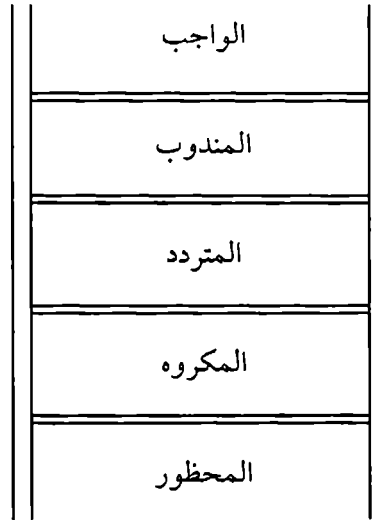 الواجب
المندوب
المتردد
المكروه
المحظور